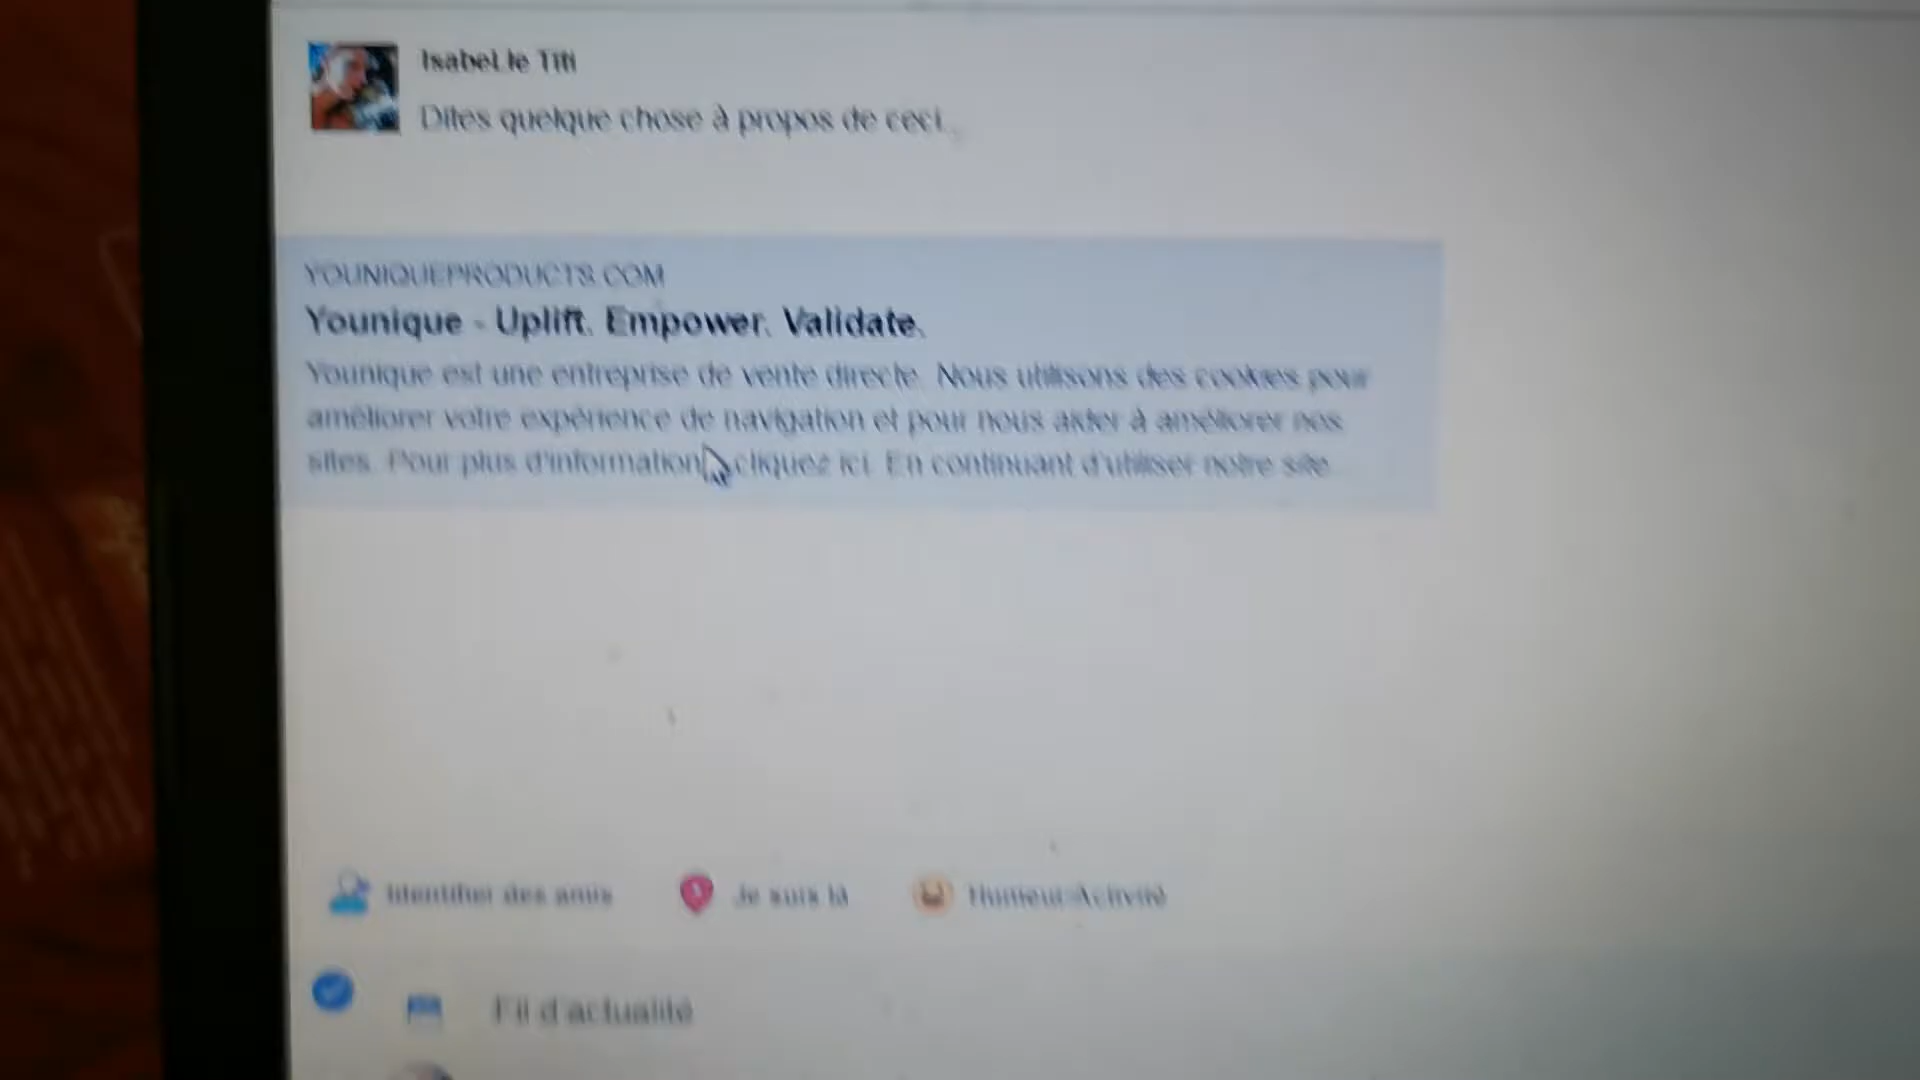 Isabel.le Titi
Dites quelque chose à propos de ceci...
YOUNIQUEPRODUCTS.COM
Younique - Uplift. Empower. Validate.
Younique est une entreprise de vente directe. Nous utilisons des cookies pour
améliorer votre expérience de navigation et pour nous aider à améliorer nos
sites. Pour plus d'information, cliquez ici. En continuant d'utiliser notre site...
Identifier des amis
Je suis là
Humeur/Activité
Fil d'actualité